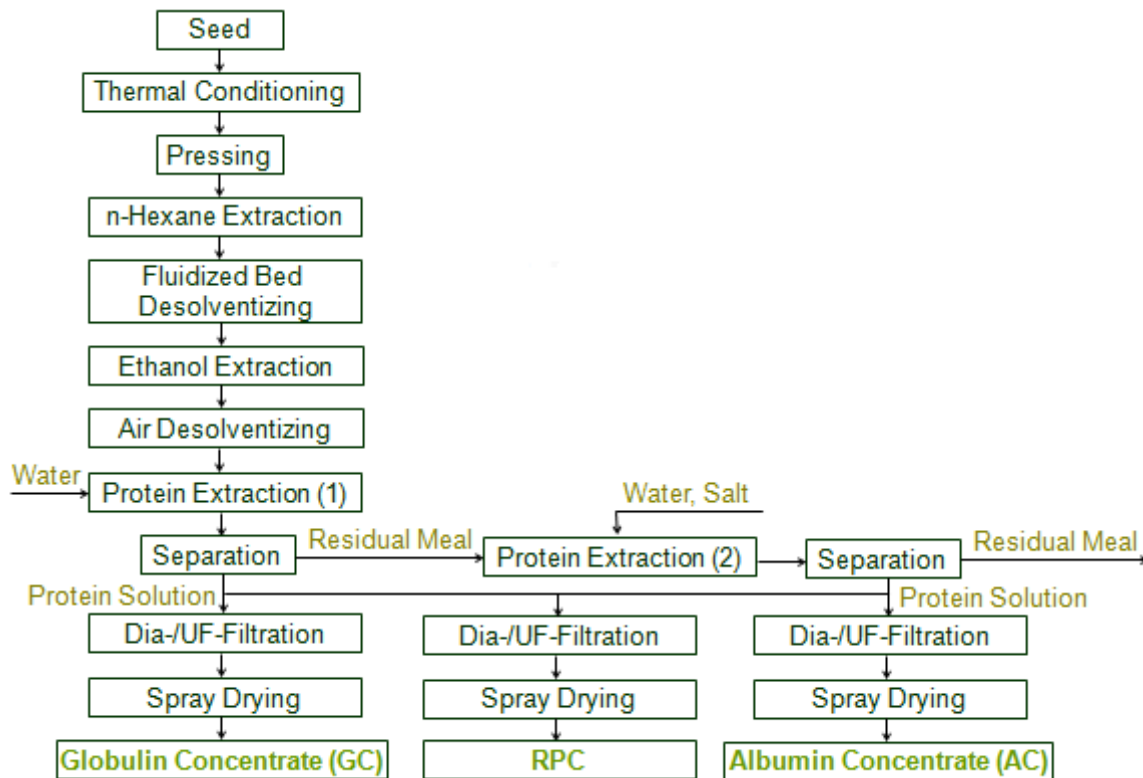 Seed
Thermal Conditioning
Pressing
n-Hexane Extraction
Fluidized Bed
Desolventizing
Ethanol Extraction
Air Desolventizing
Water
Protein Extraction (1)
Water, Salt
Separation
Residual Meal
Protein Extraction (2)
Separation
Residual Meal
Protein Solution
Protein Solution
Dia-/UF-Filtration
Dia-/UF-Filtration
Dia-/UF-Filtration
Spray Drying
Spray Drying
Spray Drying
Globulin Concentrate (GC)
RPC
Albumin Concentrate (AC)